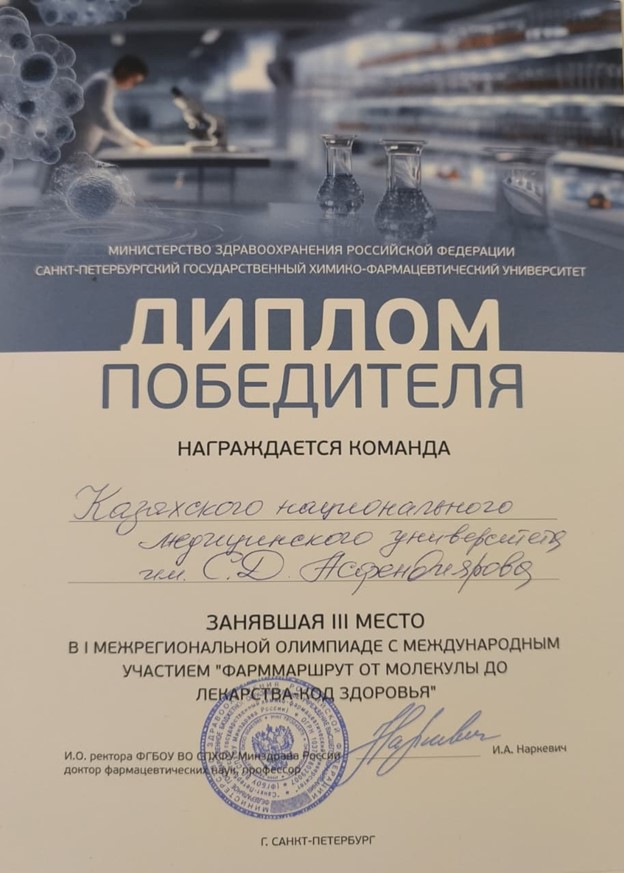 МИНИСТЕРСТВО ЗДРАВООХРАНЕНИЯ РОССИЙСКОЙ ФЕДЕРАЦИИ
САНКТ-ПЕТЕРБУРГСКИЙ ГОСУДАРСТВЕННЫЙ ХИМИКО-ФАРМАЦЕВТИЧЕСКИЙ УНИВЕРСИТЕТ
ДИПЛОМ
ПОБЕДИТЕЛЯ
НАГРАЖДАЕТСЯ КОМАНДА
Казахского национального
медицинского университета
им. С.Д. Асфендиярова
ЗАНЯВШАЯ III МЕСТО
В I МЕЖРЕГИОНАЛЬНОЙ ОЛИМПИАДЕ С МЕЖДУНАРОДНЫМ
УЧАСТИЕМ "ФАРММАРШРУТ ОТ МОЛЕКУЛЫ ДО
ЛЕКАРСТВА-КОД ЗДОРОВЬЯ"
И.О. ректора ФГБОУ ВО СПХФУ Минздрава России
доктор фармацевтических наук, профессор
И.А. Наркевич
Г. САНКТ-ПЕТЕРБУРГ